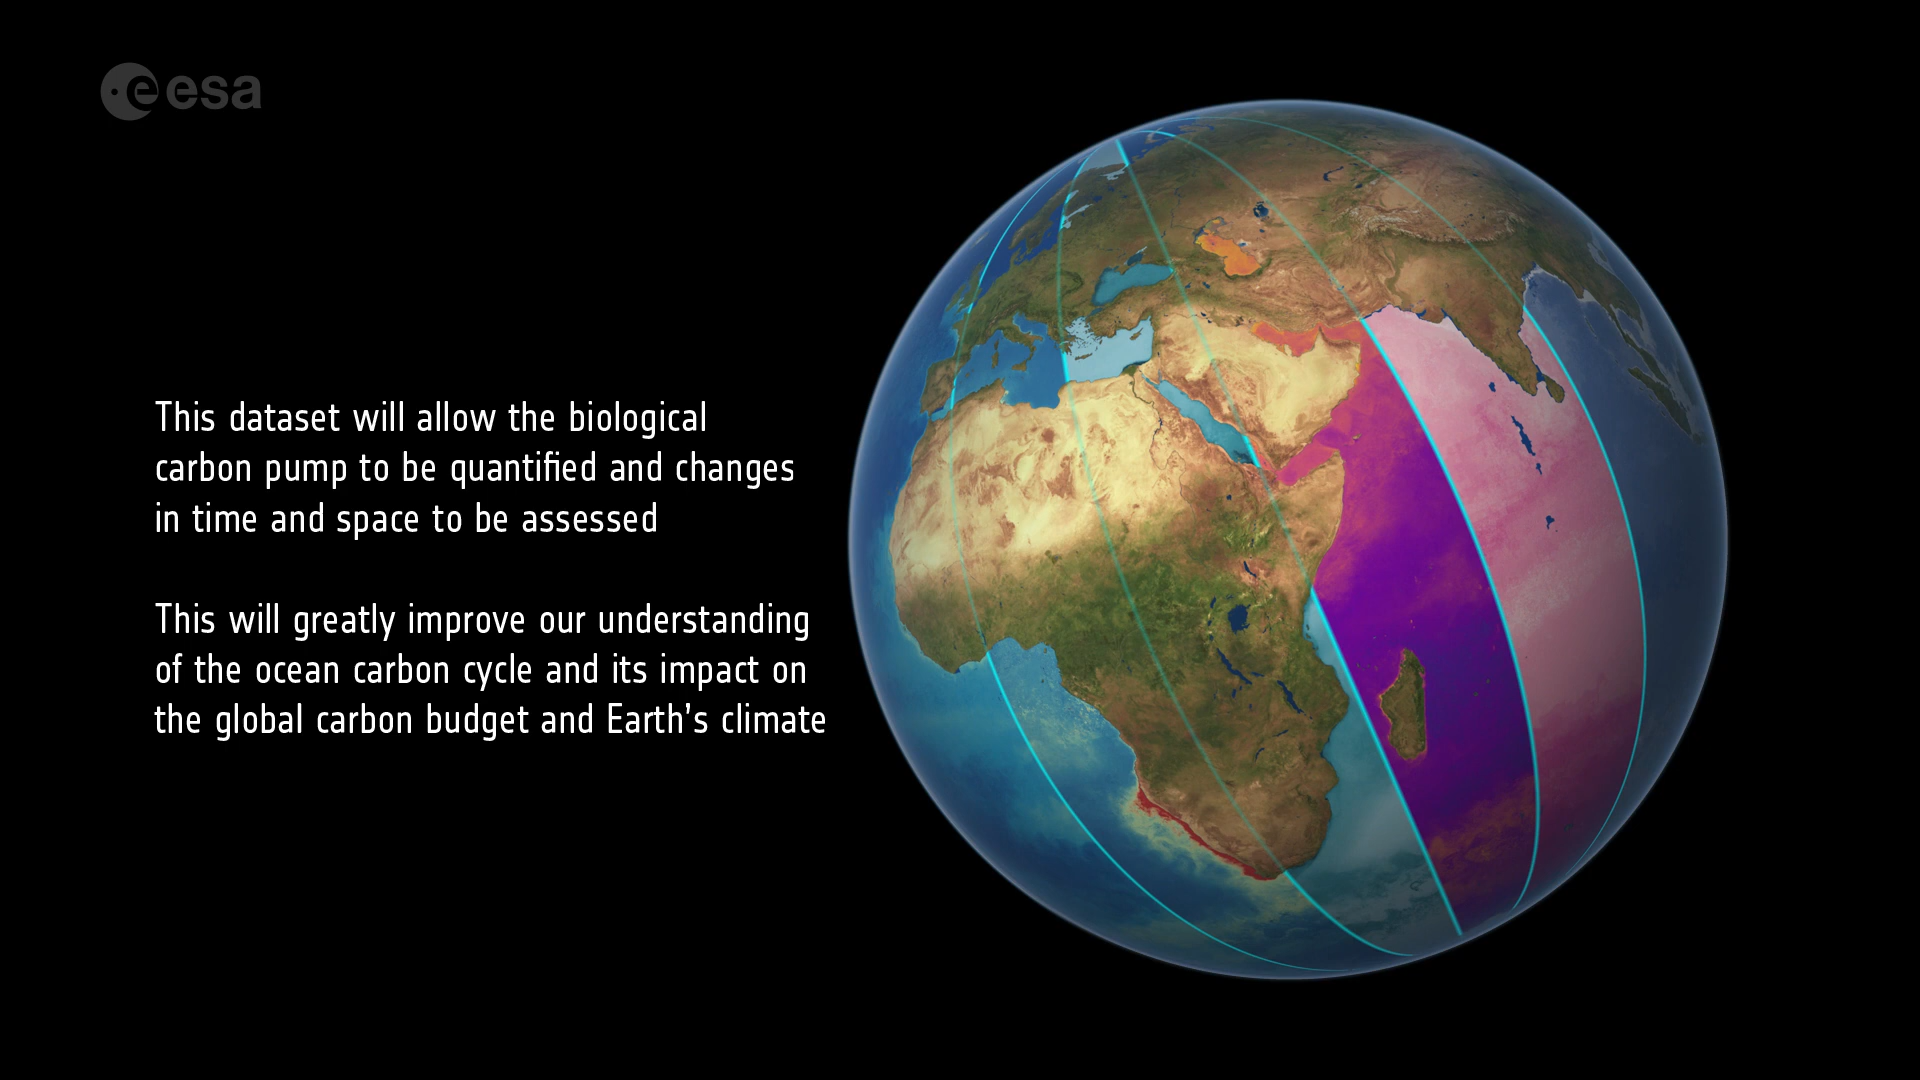 esa
This dataset will allow the biological
carbon pump to be quantified and changes
in time and space to be assessed
This will greatly improve our understanding
of the ocean carbon cycle and its impact on
the global carbon budget and Earth's climate